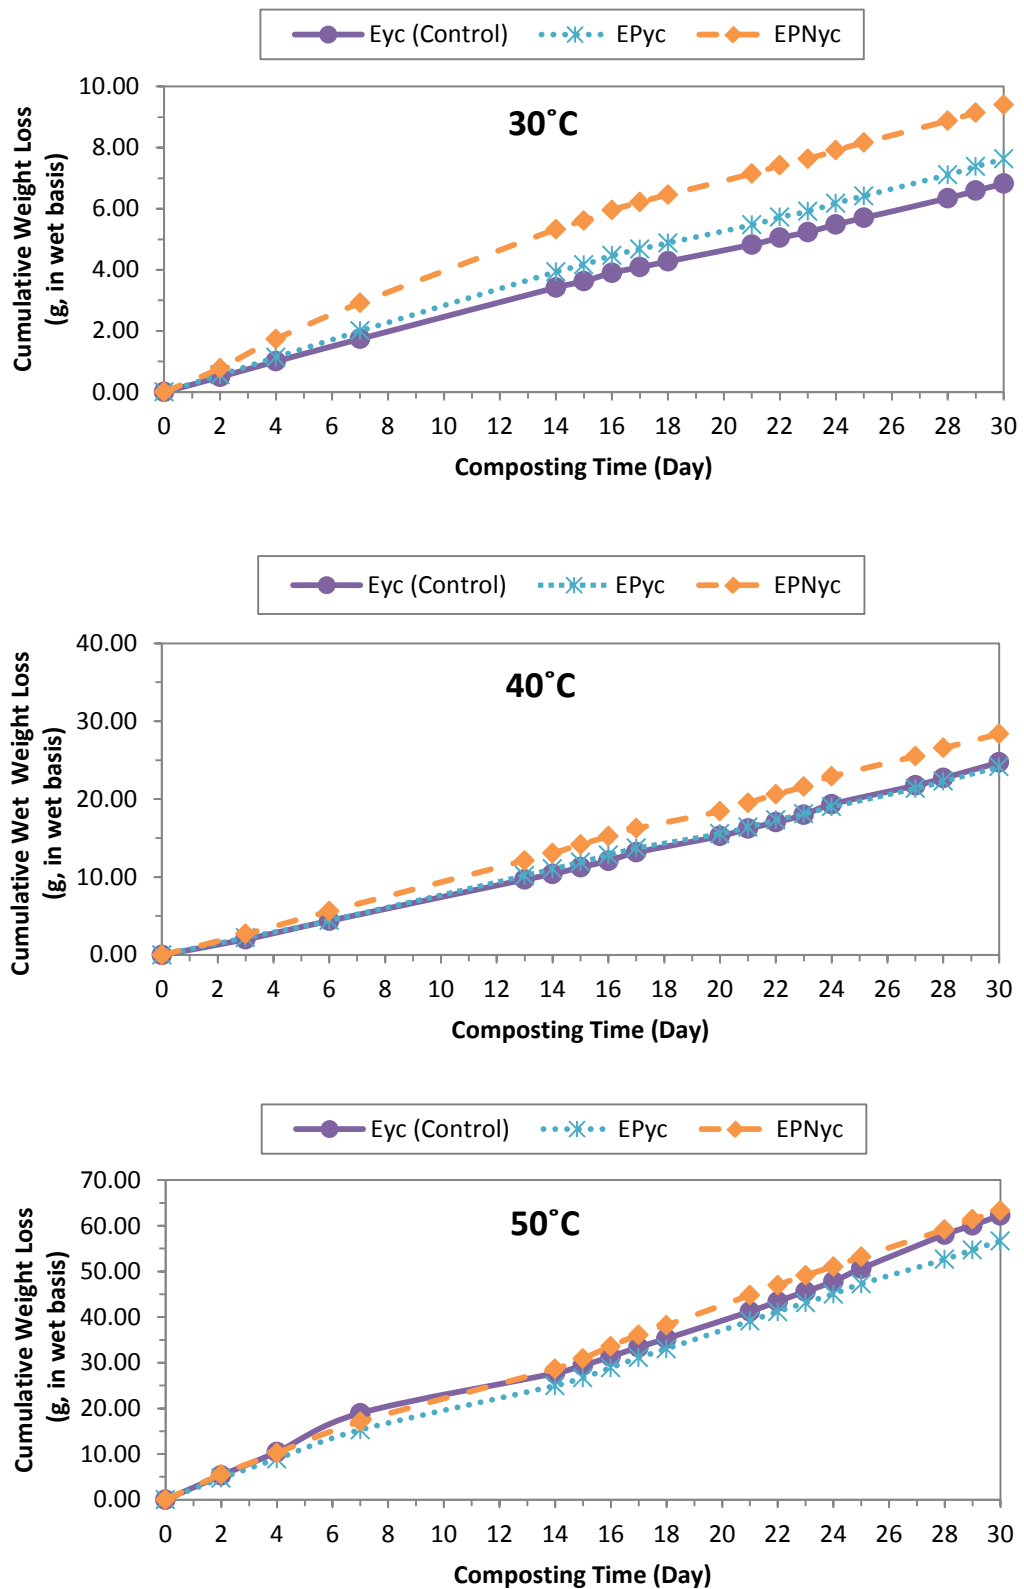 Eyc (Control) EPyc EPNyc
30˚C
Cumulative Weight Loss
(g, in wet basis)
10.00
8.00
6.00
4.00
2.00
0.00
0 2 4 6 8 10 12 14 16 18 20 22 24 26 28 30
Composting Time (Day)
Eyc (Control) EPyc EPNyc
40˚C
Cumulative Wet Weight Loss
(g, in wet basis)
40.00
30.00
20.00
10.00
0.00
0 2 4 6 8 10 12 14 16 18 20 22 24 26 28 30
Composting Time (Day)
Eyc (Control) EPyc EPNyc
50˚C
Cumulative Weight Loss
(g, in wet basis)
70.00
60.00
50.00
40.00
30.00
20.00
10.00
0.00
0 2 4 6 8 10 12 14 16 18 20 22 24 26 28 30
Composting Time (Day)